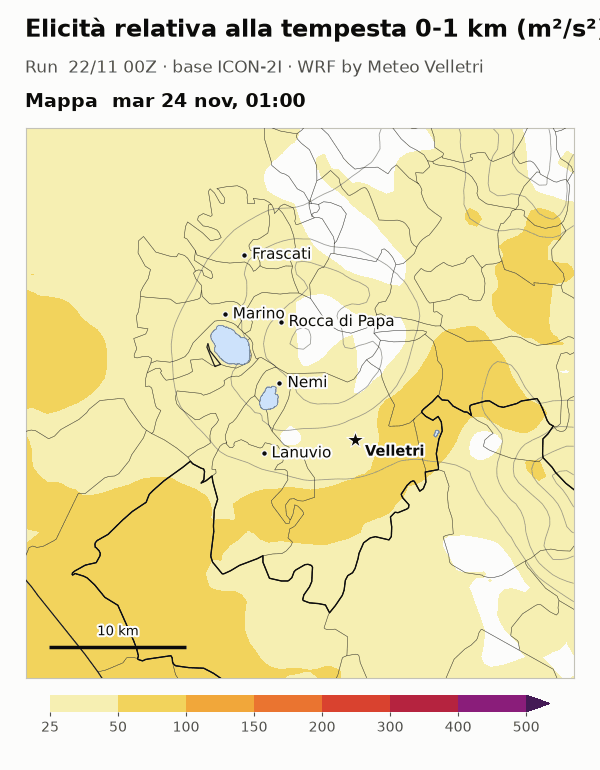 Elicità relativa alla tempesta 0-1 km (m²/s²)
Run 22/11 00Z · base ICON-2I · WRF by Meteo Velletri
Mappa mar 24 nov, 01:00
Frascati
Marino
Rocca di Papa
Nemi
Lanuvio
Velletri
10 km
25 50 100 150 200 300 400 500